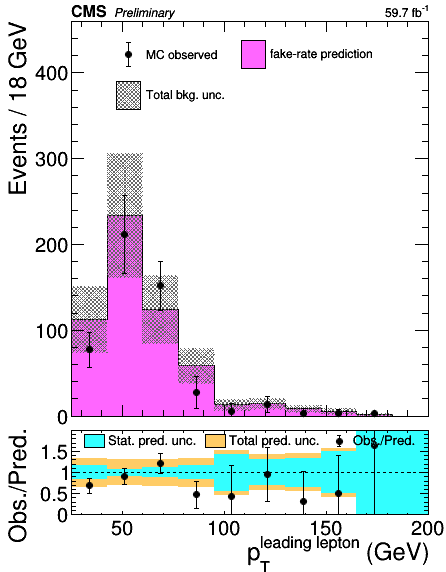 CMS Preliminary 59.7 fb⁻¹
MC observed fake-rate prediction
Total bkg. unc.
Events / 18 GeV
400
300
200
100
0
Stat. pred. unc. Total pred. unc. Obs./Pred.
Obs./Pred.
1.5
1
0.5
0
50 100 150 200
p_T^leading lepton (GeV)